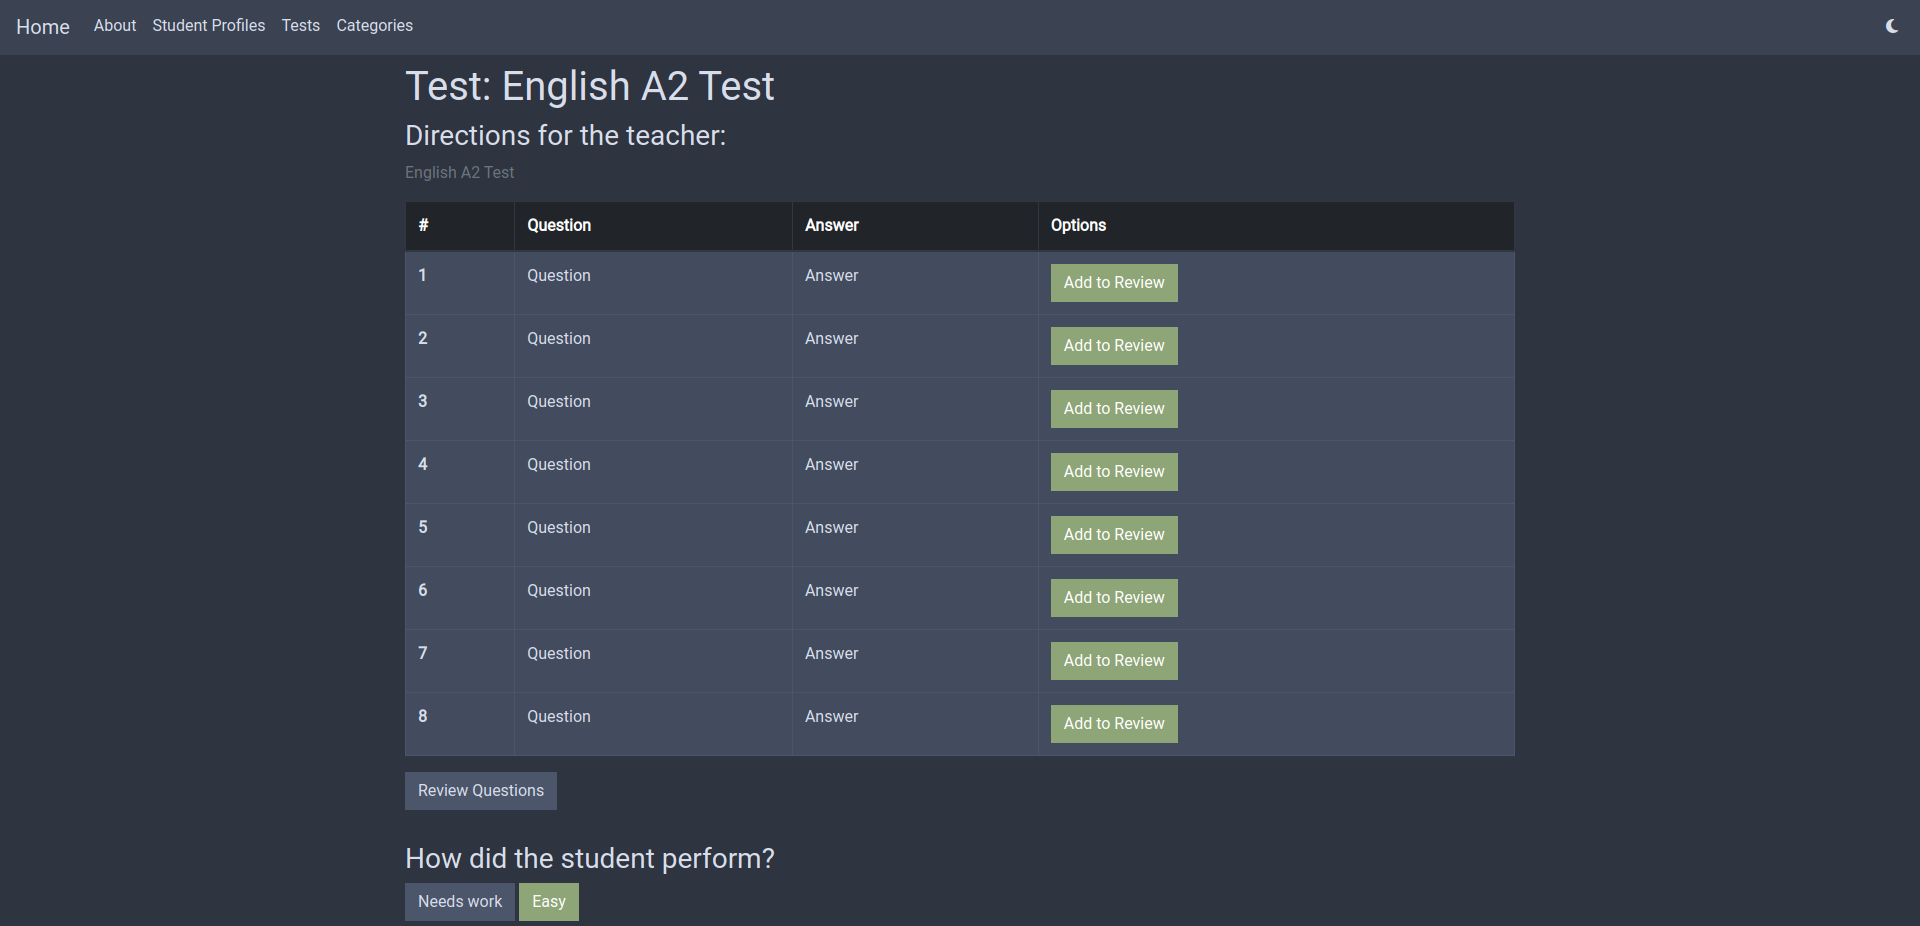 Home About Student Profiles Tests Categories
Test: English A2 Test
Directions for the teacher:
English A2 Test
# Question Answer Options
1 Question Answer Add to Review
2 Question Answer Add to Review
3 Question Answer Add to Review
4 Question Answer Add to Review
5 Question Answer Add to Review
6 Question Answer Add to Review
7 Question Answer Add to Review
8 Question Answer Add to Review
Review Questions
How did the student perform?
Needs work Easy